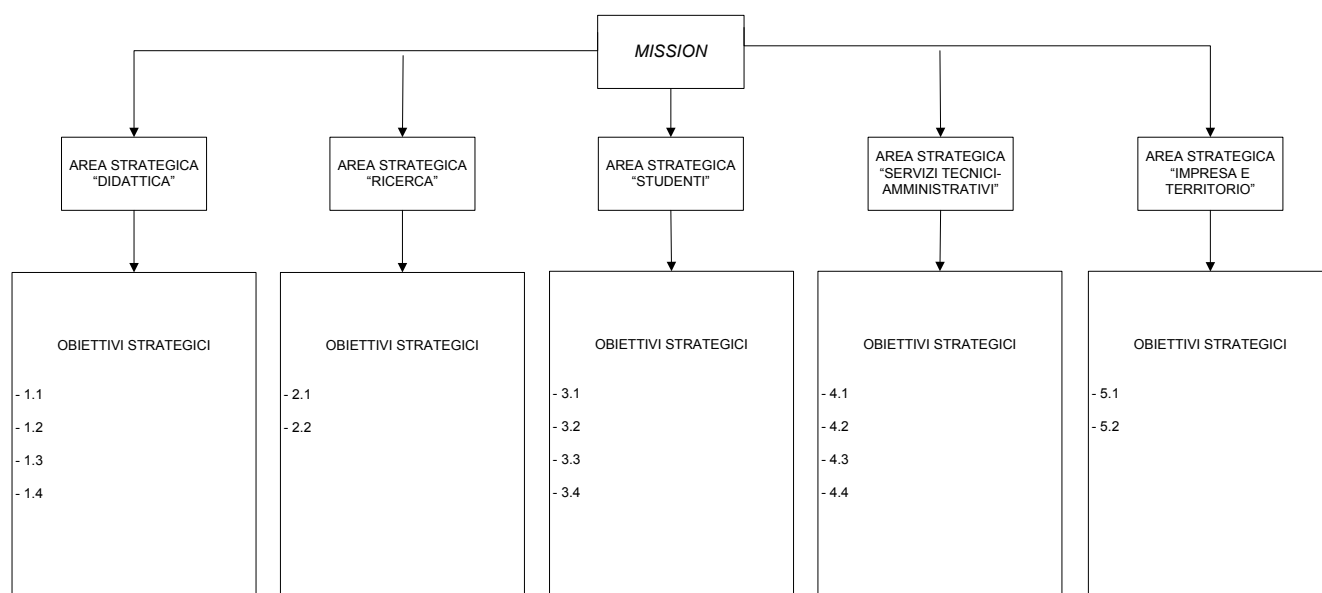 MISSION
AREA STRATEGICA
“DIDATTICA”
AREA STRATEGICA
“RICERCA”
AREA STRATEGICA
“STUDENTI”
AREA STRATEGICA
“SERVIZI TECNICI-
AMMINISTRATIVI”
AREA STRATEGICA
“IMPRESA E
TERRITORIO”
OBIETTIVI STRATEGICI
- 1.1
- 1.2
- 1.3
- 1.4
OBIETTIVI STRATEGICI
- 2.1
- 2.2
OBIETTIVI STRATEGICI
- 3.1
- 3.2
- 3.3
- 3.4
OBIETTIVI STRATEGICI
- 4.1
- 4.2
- 4.3
- 4.4
OBIETTIVI STRATEGICI
- 5.1
- 5.2